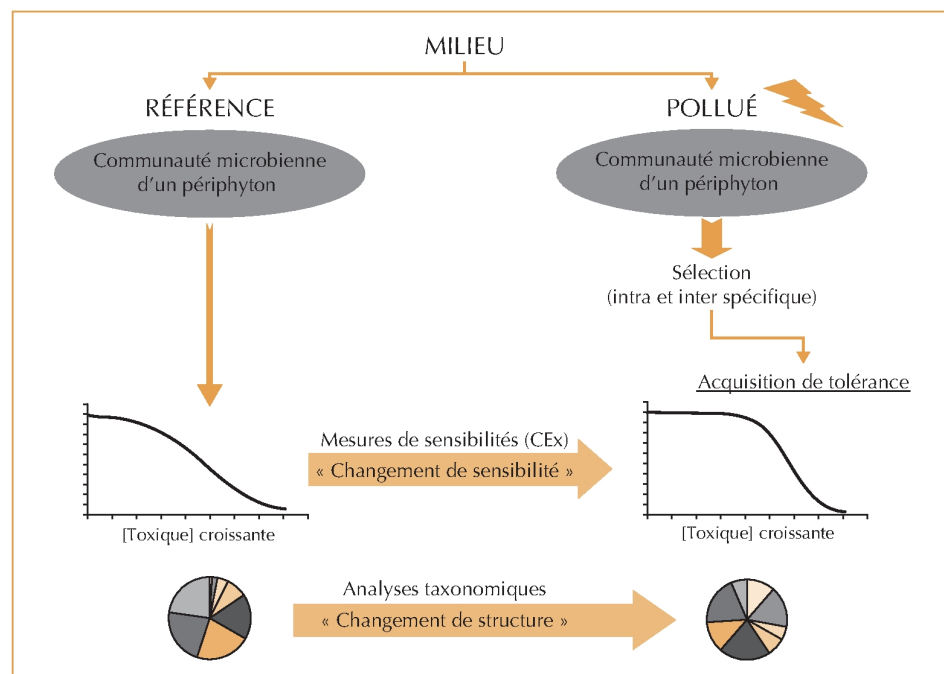 MILIEU
RÉFÉRENCE
POLLUÉ
Communauté microbienne
d’un périphyton
Communauté microbienne
d’un périphyton
Sélection
(intra et inter spécifique)
Acquisition de tolérance
Mesures de sensibilités (CEx)
« Changement de sensibilité »
[Toxique] croissante
[Toxique] croissante
Analyses taxonomiques
« Changement de structure »